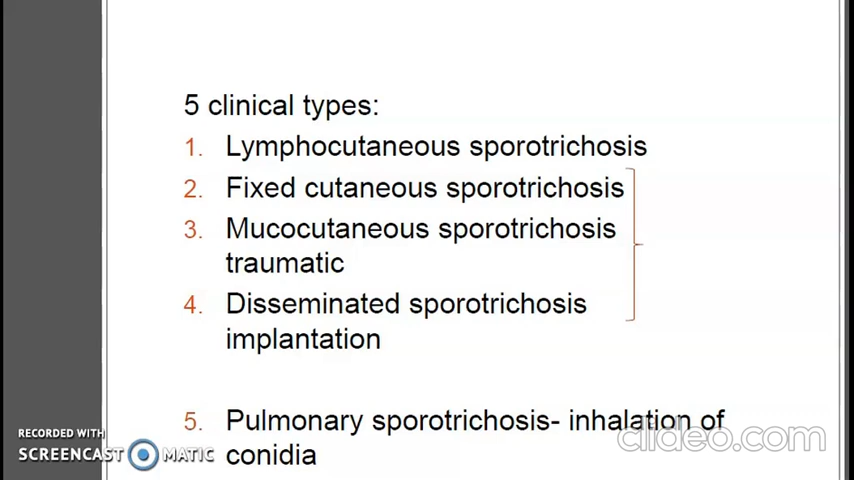 5 clinical types:
1. Lymphocutaneous sporotrichosis
2. Fixed cutaneous sporotrichosis
3. Mucocutaneous sporotrichosis
traumatic
4. Disseminated sporotrichosis
implantation
5. Pulmonary sporotrichosis- inhalation of
conidia
clideo.com
RECORDED WITH
SCREENCAST MATIC